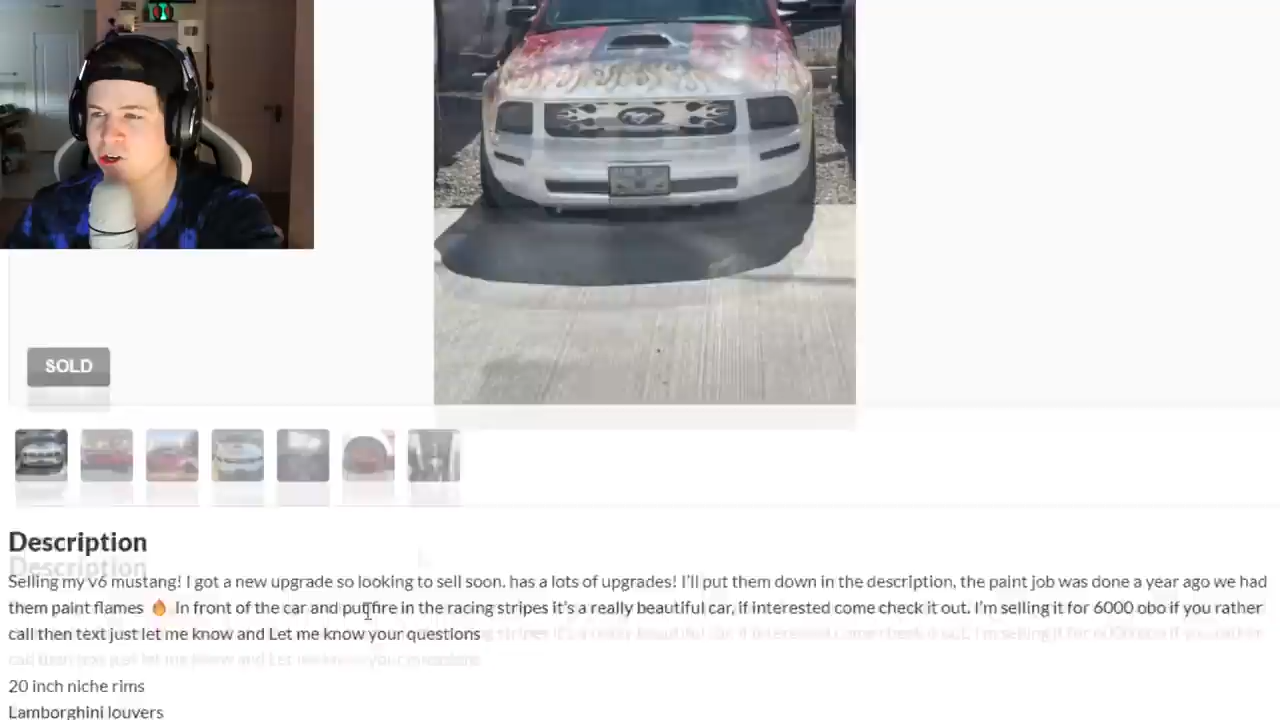 SOLD
Description
Selling my v6 mustang! I got a new upgrade so looking to sell soon. has a lots of upgrades! I'll put them down in the description, the paint job was done a year ago we had
them paint flames 🔥 In front of the car and put fire in the racing stripes it's a really beautiful car, if interested come check it out. I'm selling it for 6000 obo if you rather
call then text just let me know and Let me know your questions
20 inch niche rims
Lamborghini louvers